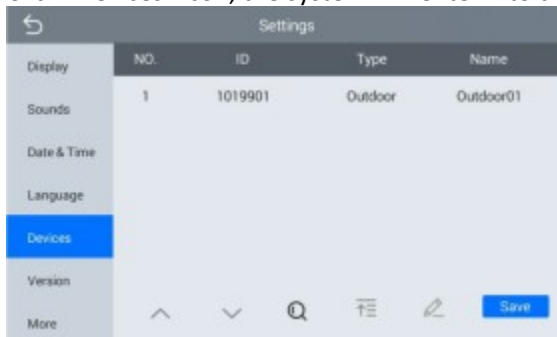 Settings
NO. ID Type Name
1 1019901 Outdoor Outdoor01
Display
Sounds
Date & Time
Language
Devices
Version
More
Save